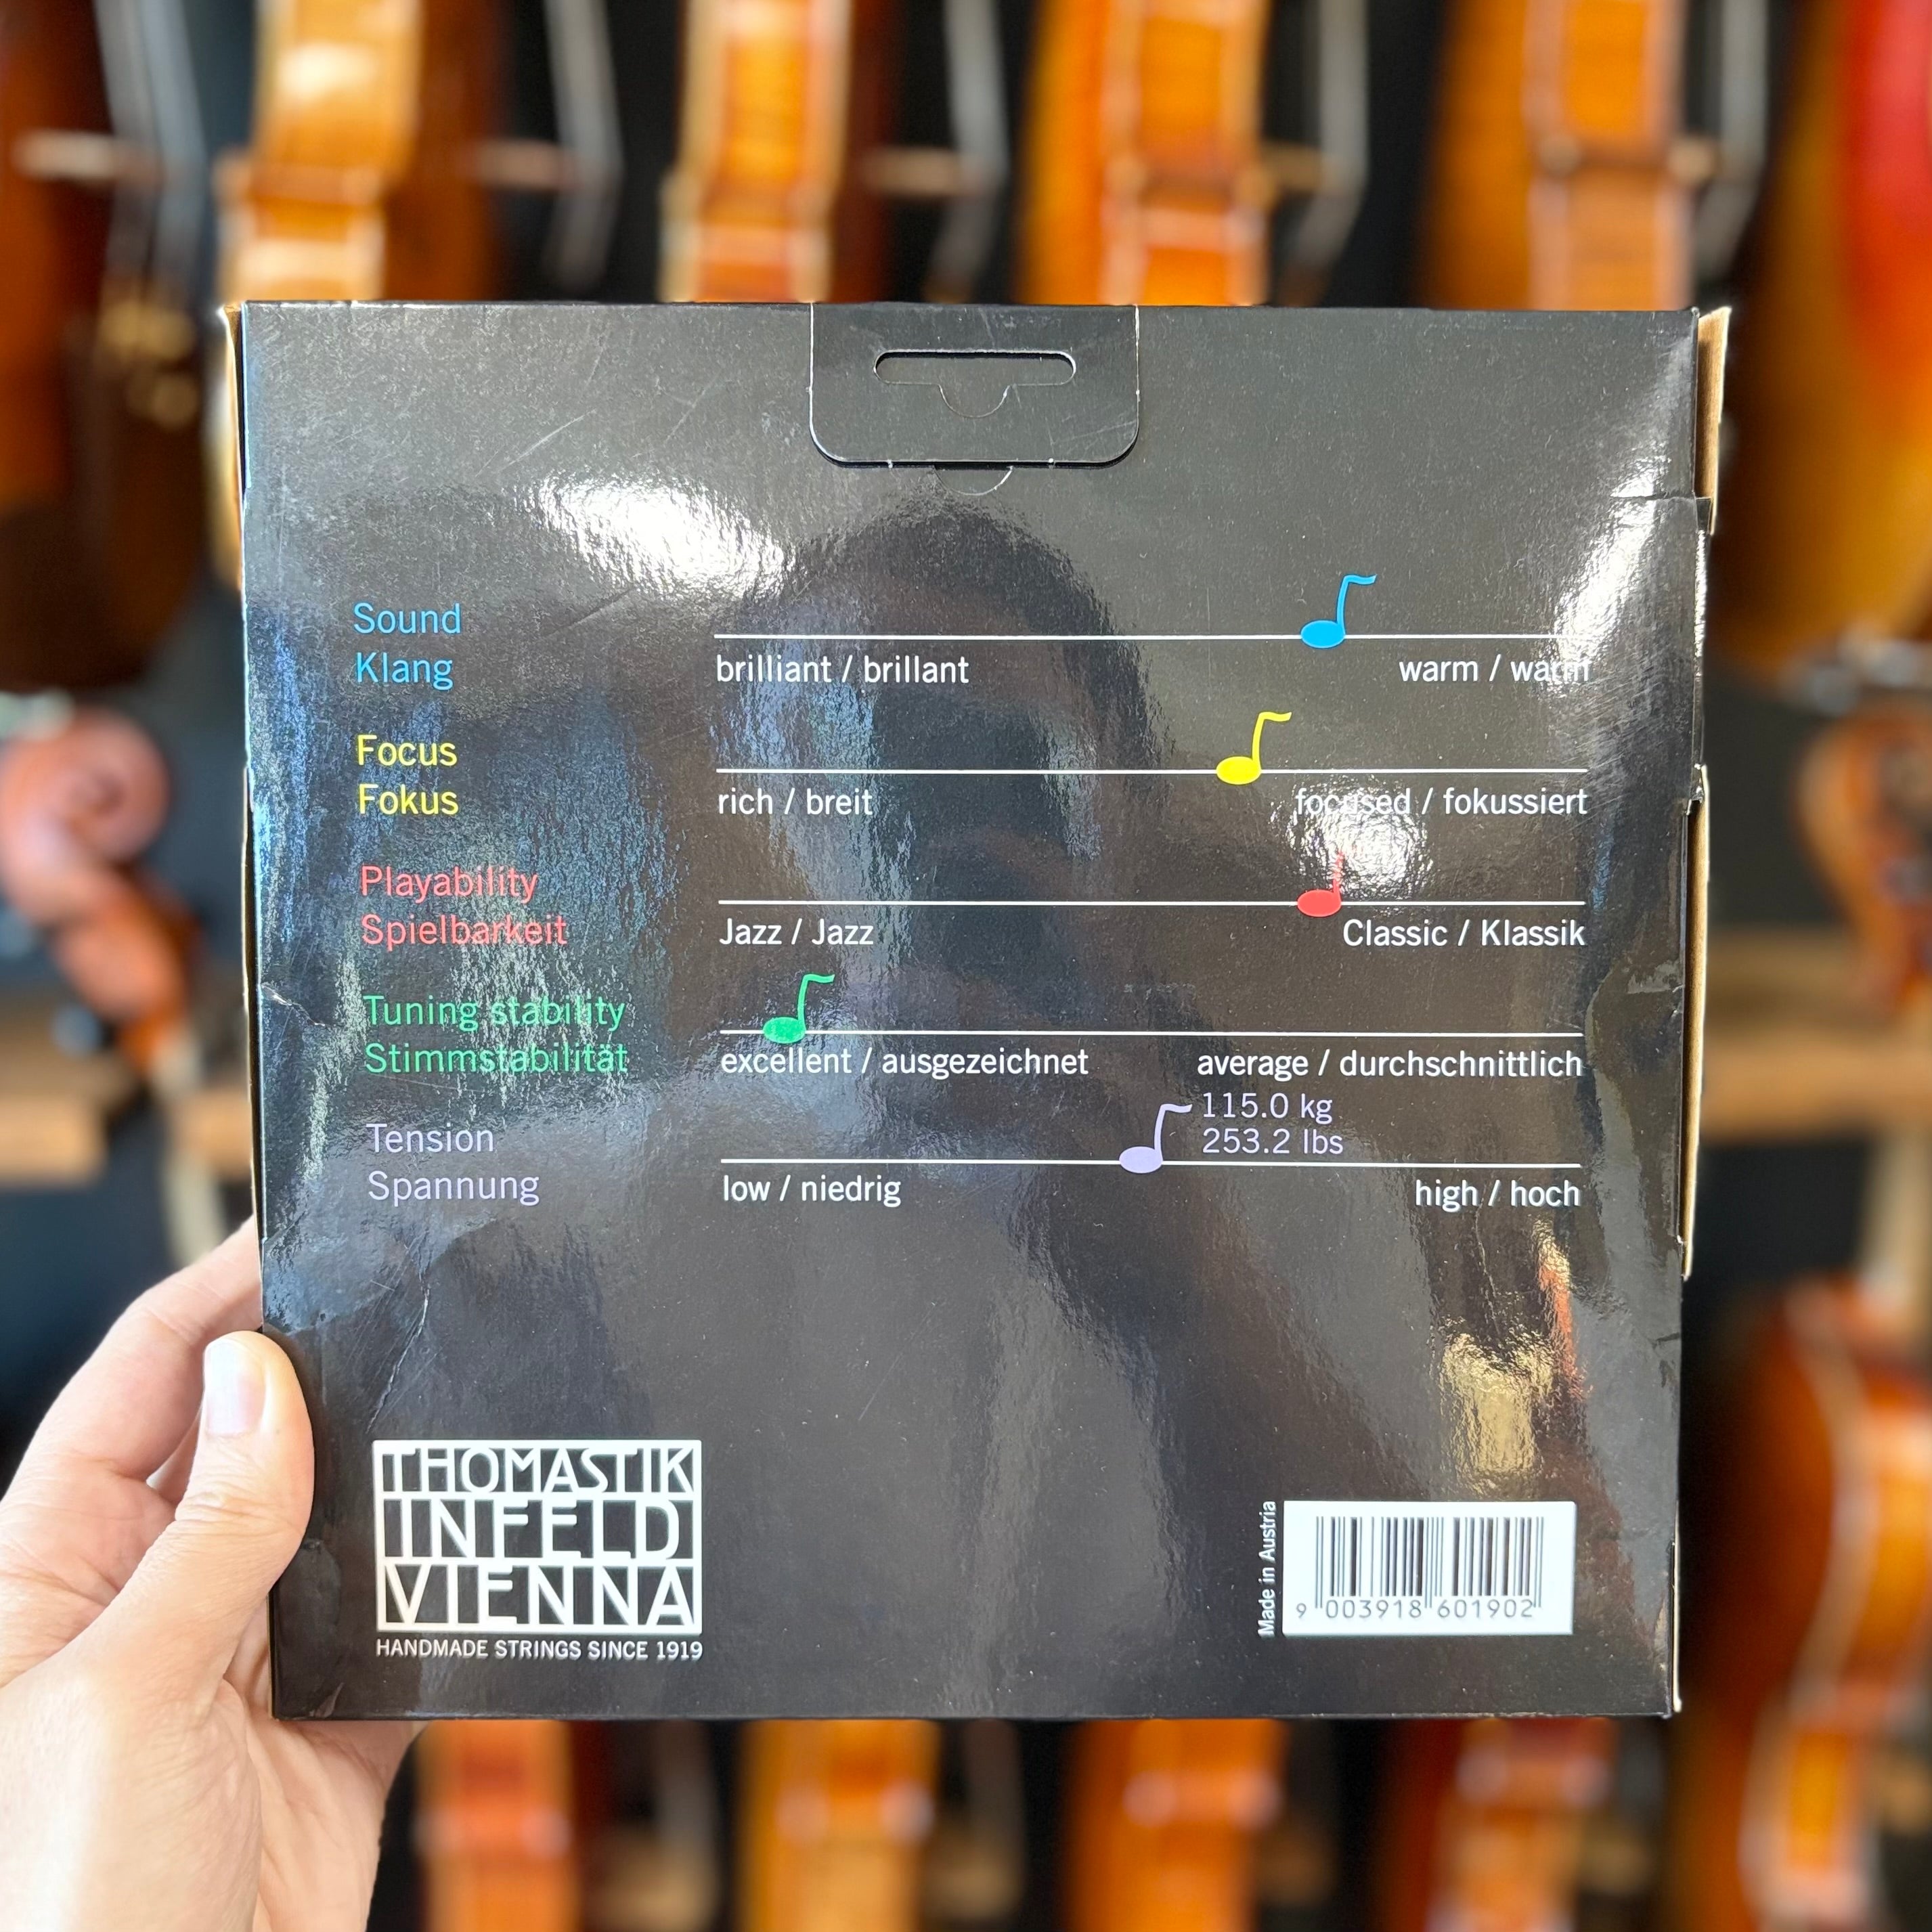 Sound
Klang
brilliant / brillant
warm / warm
Focus
Fokus
rich / breit
focused / fokussiert
Playability
Spielbarkeit
Jazz / Jazz
Classic / Klassik
Tuning stability
Stimmstabilität
excellent / ausgezeichnet
average / durchschnittlich
Tension
Spannung
115.0 kg
253.2 lbs
low / niedrig
high / hoch
THOMASTIK
INFELD
VIENNA
HANDMADE STRINGS SINCE 1919
Made in Austria
9 003918 601902